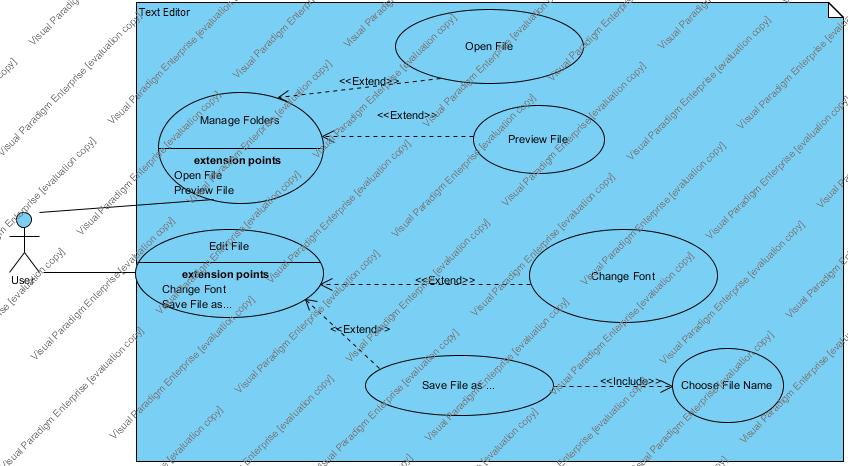 Text Editor
Open File
<<Extend>>
Manage Folders
<<Extend>>
Preview File
extension points
Open File
Preview File
User
Edit File
extension points
Change Font
Save File as...
<<Extend>>
Change Font
<<Extend>>
Save File as ...
<<Include>>
Choose File Name
Visual Paradigm Enterprise [evaluation copy]